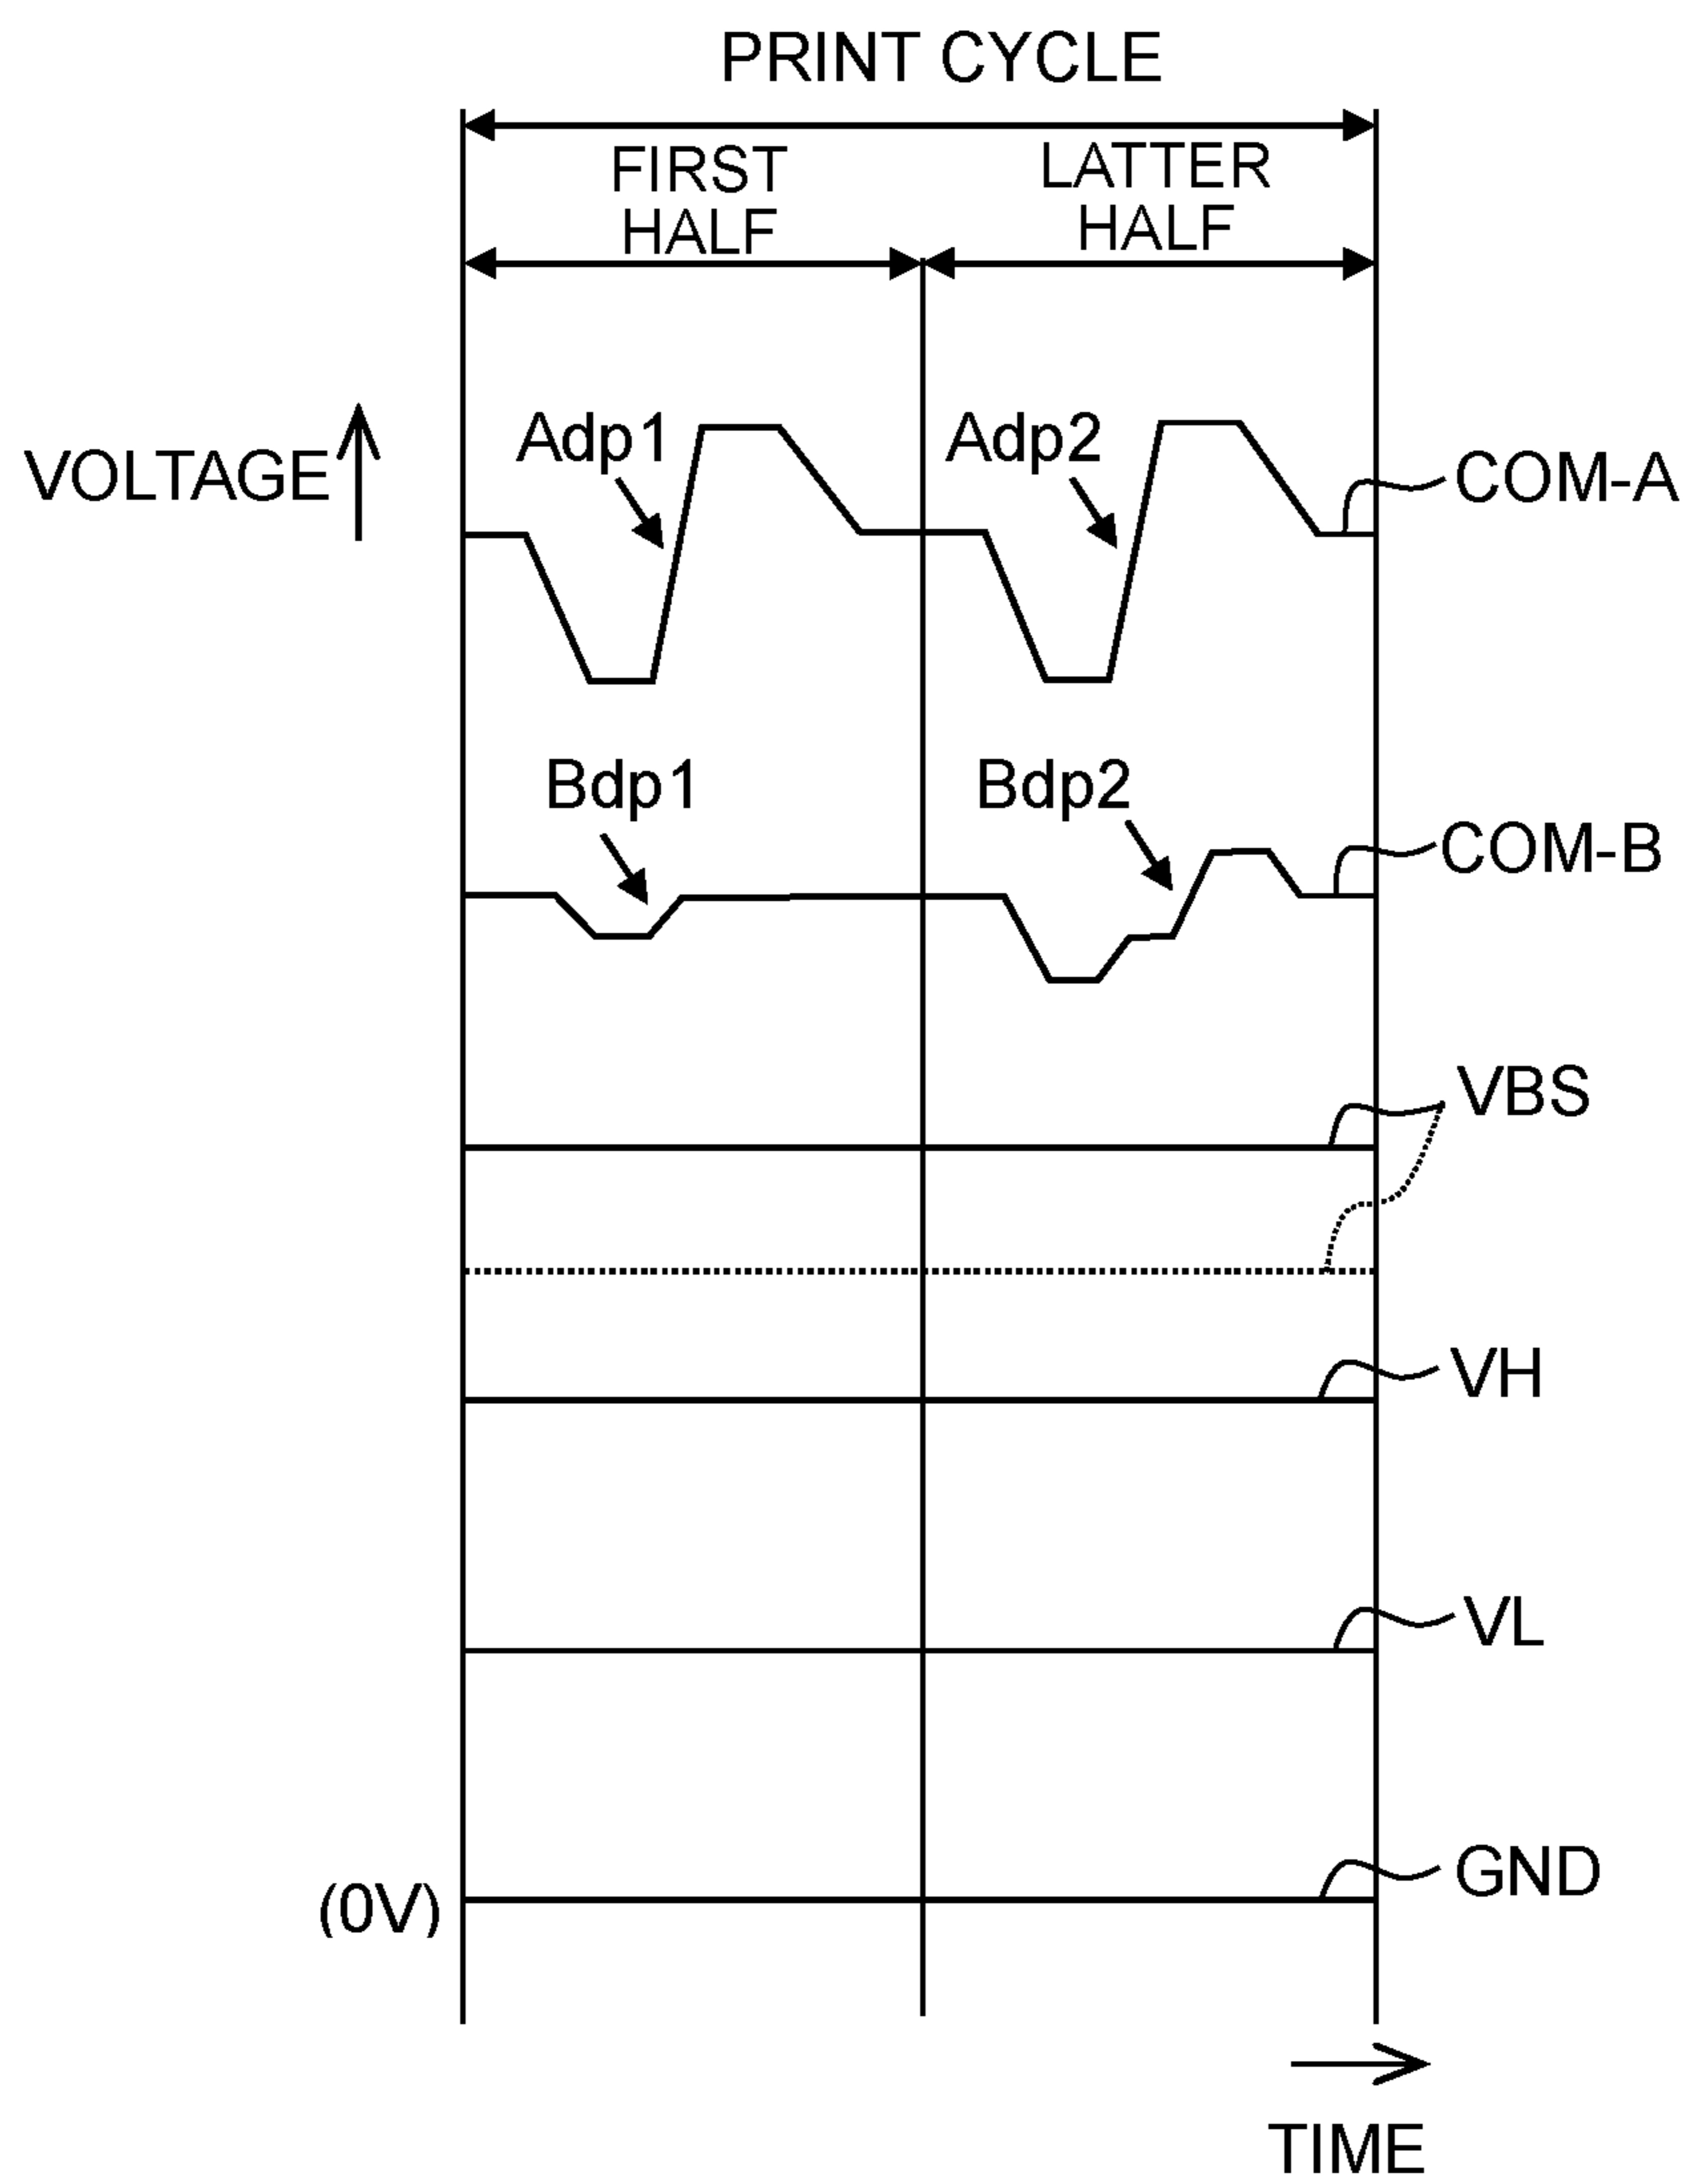 PRINT CYCLE
FIRST
HALF
LATTER
HALF
VOLTAGE
Adp1
Adp2
COM-A
Bdp1
Bdp2
COM-B
VBS
VH
VL
GND
(0V)
TIME